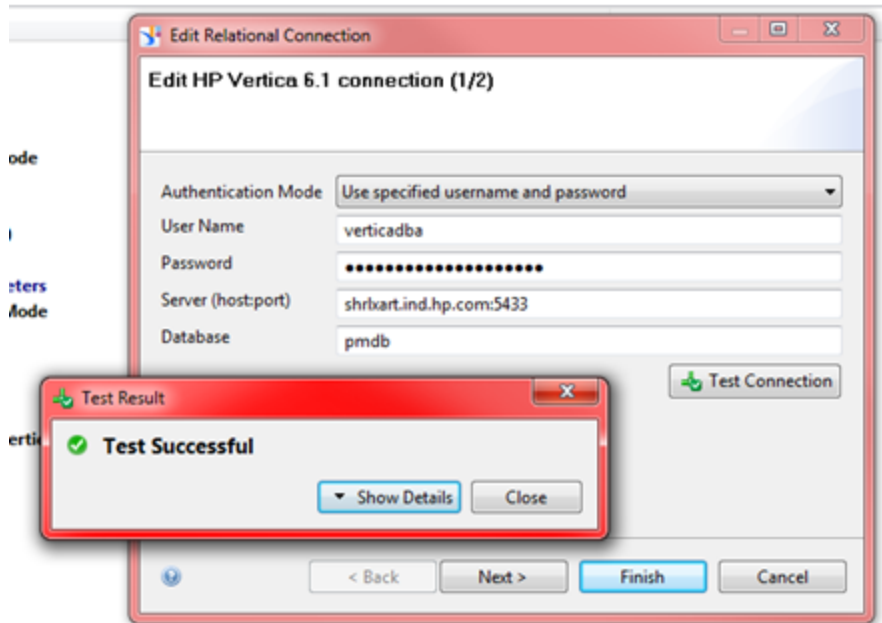 Edit Relational Connection
Edit HP Vertica 6.1 connection (1/2)
ode
Authentication Mode Use specified username and password
User Name verticadba
Password ••••••••••••••••••••
eters
Mode
Server (host:port) shrlxart.ind.hp.com:5433
Database pmdb
Test Connection
Test Result
ertic
Test Successful
Show Details Close
< Back Next > Finish Cancel